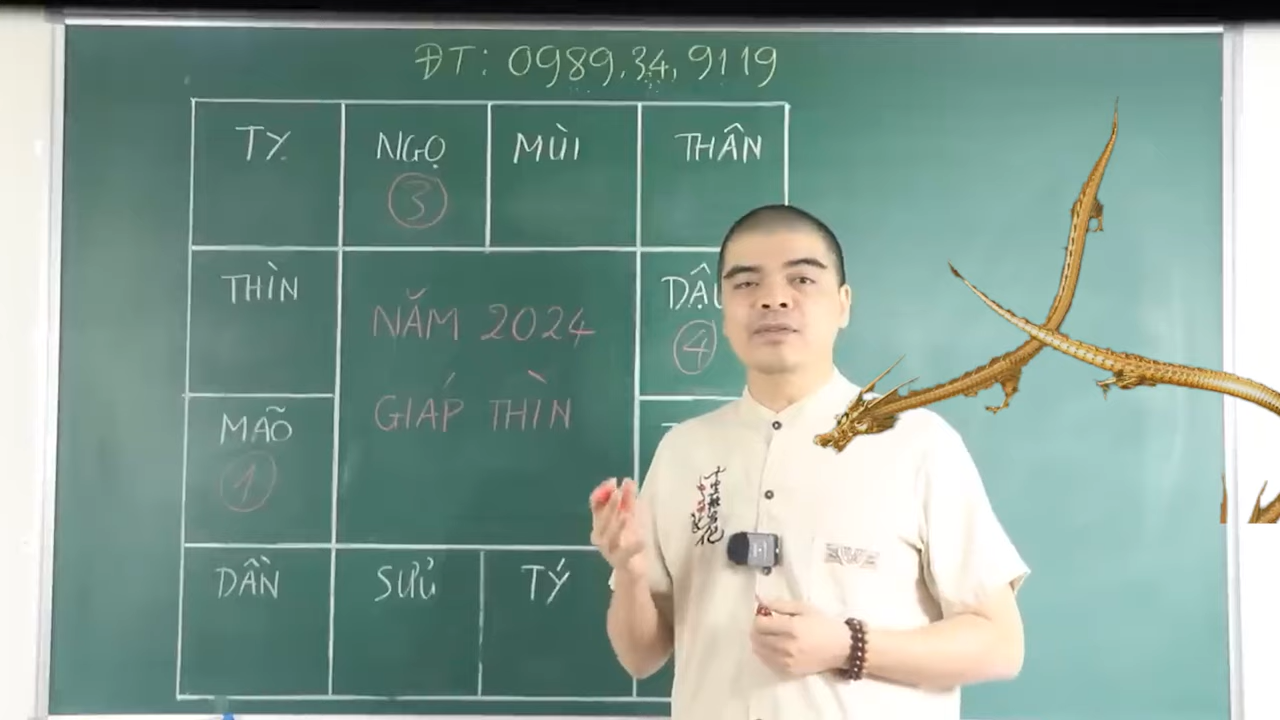 ĐT: 0989.34.9119
TỴ NGỌ MÙI THÂN
3
THÌN DẬU
NĂM 2024
4
GIÁP THÌN
MÃO
1
DẦN SỬU TÝ